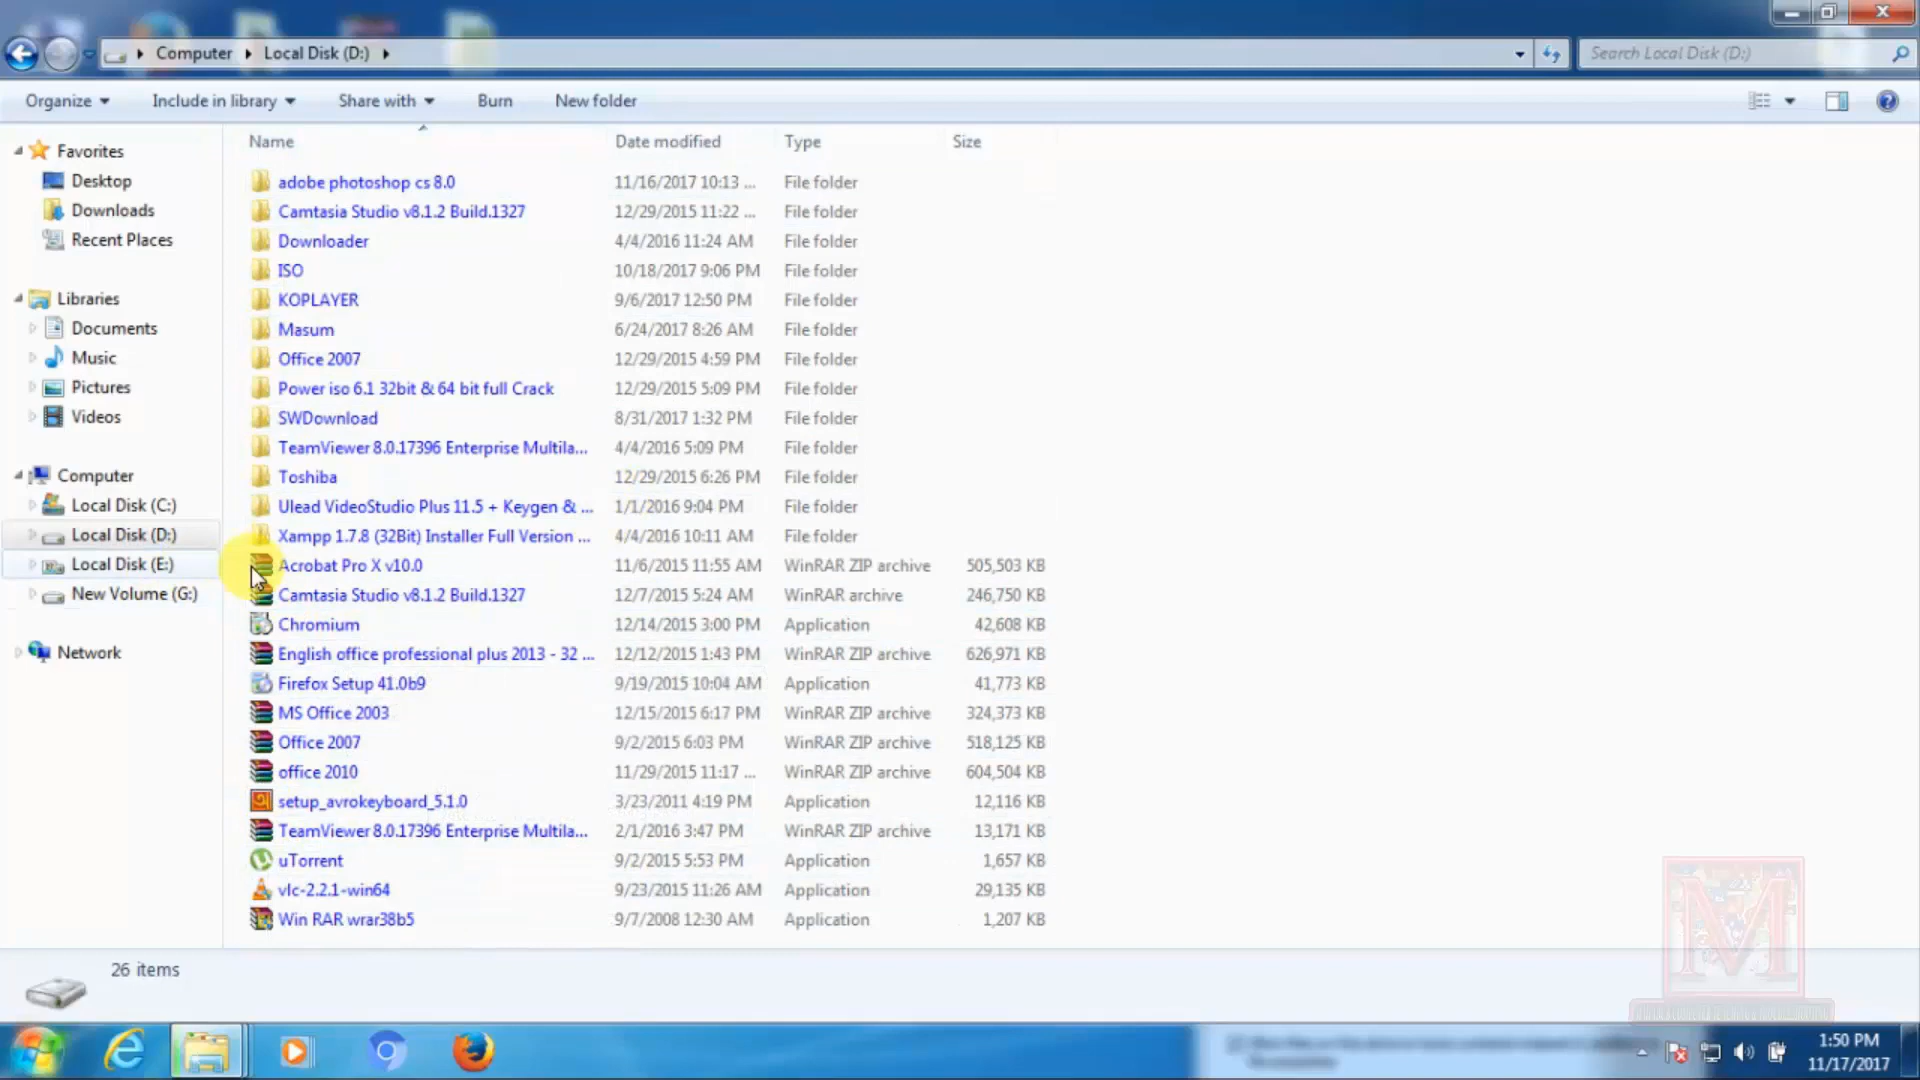 Computer Local Disk (D:)
Search Local Disk (D:)
Organize Include in library Share with Burn New folder
Favorites
Desktop
Downloads
Recent Places
Libraries
Documents
Music
Pictures
Videos
Computer
Local Disk (C:)
Local Disk (D:)
Local Disk (E:)
New Volume (G:)
Network
Name Date modified Type Size
adobe photoshop cs 8.0 11/16/2017 10:13 ... File folder
Camtasia Studio v8.1.2 Build.1327 12/29/2015 11:22 ... File folder
Downloader 4/4/2016 11:24 AM File folder
ISO 10/18/2017 9:06 PM File folder
KOPLAYER 9/6/2017 12:50 PM File folder
Masum 6/24/2017 8:26 AM File folder
Office 2007 12/29/2015 4:59 PM File folder
Power iso 6.1 32bit & 64 bit full Crack 12/29/2015 5:09 PM File folder
SWDownload 8/31/2017 1:32 PM File folder
TeamViewer 8.0.17396 Enterprise Multila... 4/4/2016 5:09 PM File folder
Toshiba 12/29/2015 6:26 PM File folder
Ulead VideoStudio Plus 11.5 + Keygen & ... 1/1/2016 9:04 PM File folder
Xampp 1.7.8 (32Bit) Installer Full Version ... 4/4/2016 10:11 AM File folder
Acrobat Pro X v10.0 11/6/2015 11:55 AM WinRAR ZIP archive 505,503 KB
Camtasia Studio v8.1.2 Build.1327 12/7/2015 5:24 AM WinRAR archive 246,750 KB
Chromium 12/14/2015 3:00 PM Application 42,608 KB
English office professional plus 2013 - 32 ... 12/12/2015 1:43 PM WinRAR ZIP archive 626,971 KB
Firefox Setup 41.0b9 9/19/2015 10:04 AM Application 41,773 KB
MS Office 2003 12/15/2015 6:17 PM WinRAR ZIP archive 324,373 KB
Office 2007 9/2/2015 6:03 PM WinRAR ZIP archive 518,125 KB
office 2010 11/29/2015 11:17 ... WinRAR ZIP archive 604,504 KB
setup_avrokeyboard_5.1.0 3/23/2011 4:19 PM Application 12,116 KB
TeamViewer 8.0.17396 Enterprise Multila... 2/1/2016 3:47 PM WinRAR ZIP archive 13,171 KB
uTorrent 9/2/2015 5:53 PM Application 1,657 KB
vlc-2.2.1-win64 9/23/2015 11:26 AM Application 29,135 KB
Win RAR wrar38b5 9/7/2008 12:30 AM Application 1,207 KB
26 items
M
1:50 PM
11/17/2017